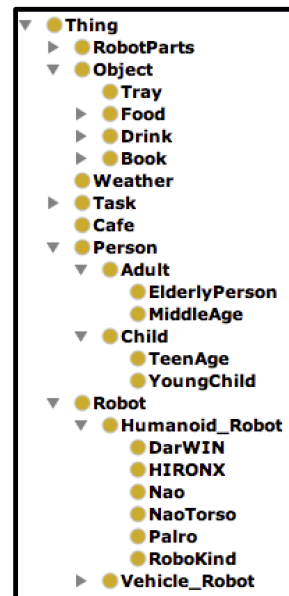 Thing
RobotParts
Object
Tray
Food
Drink
Book
Weather
Task
Cafe
Person
Adult
ElderlyPerson
MiddleAge
Child
TeenAge
YoungChild
Robot
Humanoid_Robot
DarWIN
HIRONX
Nao
NaoTorso
Palro
RoboKind
Vehicle_Robot